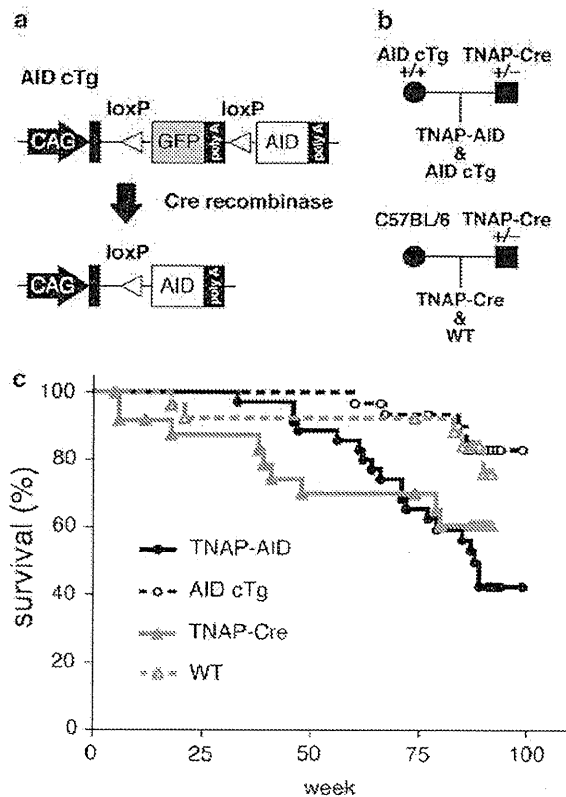 a
AID cTg
loxP
loxP
CAG
GFP
poly A
AID
poly A
Cre recombinase
loxP
CAG
AID
poly A
b
AID cTg TNAP-Cre
+/+ +/−
TNAP-AID
&
AID cTg
C57BL/6 TNAP-Cre
+/−
TNAP-Cre
&
WT
c
survival (%)
100
80
60
40
20
0
TNAP-AID
AID cTg
TNAP-Cre
WT
0 25 50 75 100
week